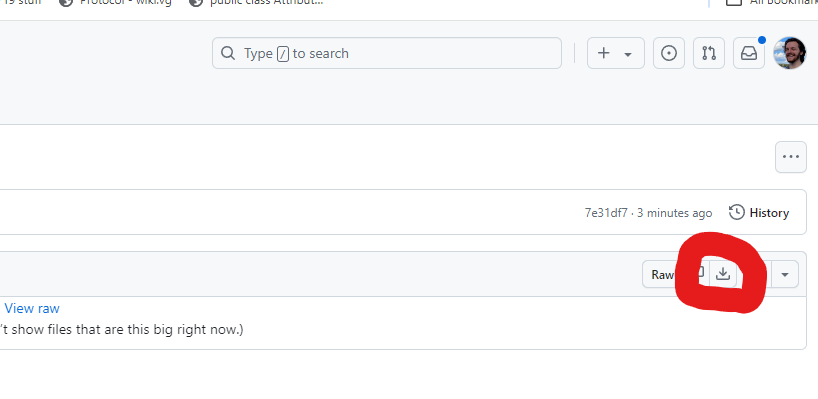 19 stuff Protocol - wiki.vg public class Attribut... All Bookmark
Type / to search
7e31df7 · 3 minutes ago History
Raw
View raw
't show files that are this big right now.)